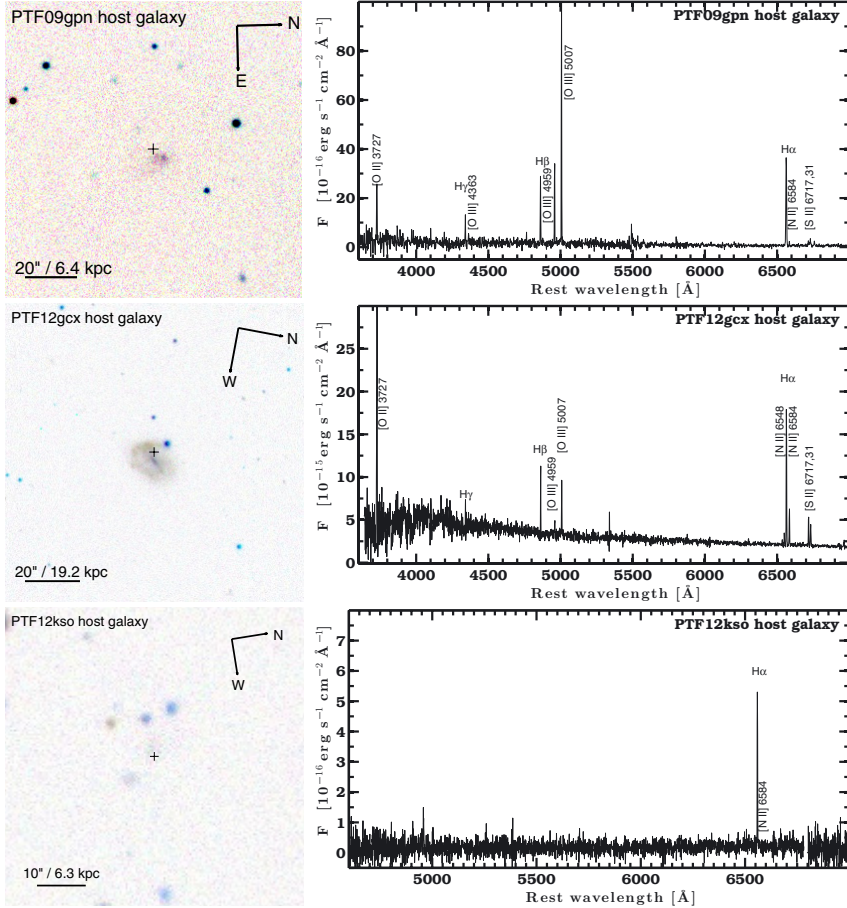 PTF09gpn host galaxy
N
E
20" / 6.4 kpc
PTF09gpn host galaxy
F [10⁻¹⁶ erg s⁻¹ cm⁻² Å⁻¹]
80
60
40
20
0
[O II] 3727
Hγ
[O III] 4363
Hβ
[O III] 4959
[O III] 5007
Hα
[N II] 6584
[S II] 6717,31
4000 4500 5000 5500 6000 6500
Rest wavelength [Å]
PTF12gcx host galaxy
N
W
20" / 19.2 kpc
PTF12gcx host galaxy
F [10⁻¹⁵ erg s⁻¹ cm⁻² Å⁻¹]
25
20
15
10
5
0
[O II] 3727
Hγ
Hβ
[O III] 4959
[O III] 5007
Hα
[N II] 6548
[N II] 6584
[S II] 6717,31
4000 4500 5000 5500 6000 6500
Rest wavelength [Å]
PTF12kso host galaxy
N
W
10" / 6.3 kpc
PTF12kso host galaxy
F [10⁻¹⁶ erg s⁻¹ cm⁻² Å⁻¹]
7
6
5
4
3
2
1
0
Hα
[N II] 6584
5000 5500 6000 6500
Rest wavelength [Å]